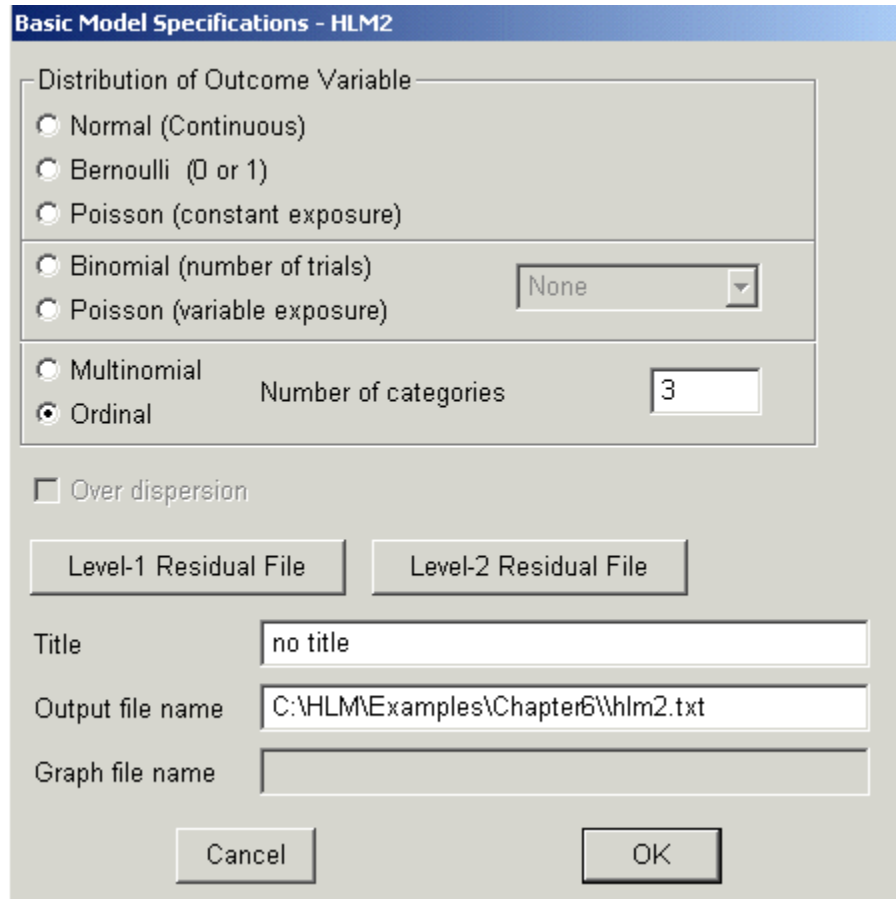 Basic Model Specifications - HLM2
Distribution of Outcome Variable
Normal (Continuous)
Bernoulli (0 or 1)
Poisson (constant exposure)
Binomial (number of trials)
None
Poisson (variable exposure)
Multinomial
Number of categories
3
Ordinal
Over dispersion
Level-1 Residual File
Level-2 Residual File
Title
no title
Output file name
C:\HLM\Examples\Chapter6\\hlm2.txt
Graph file name
Cancel
OK